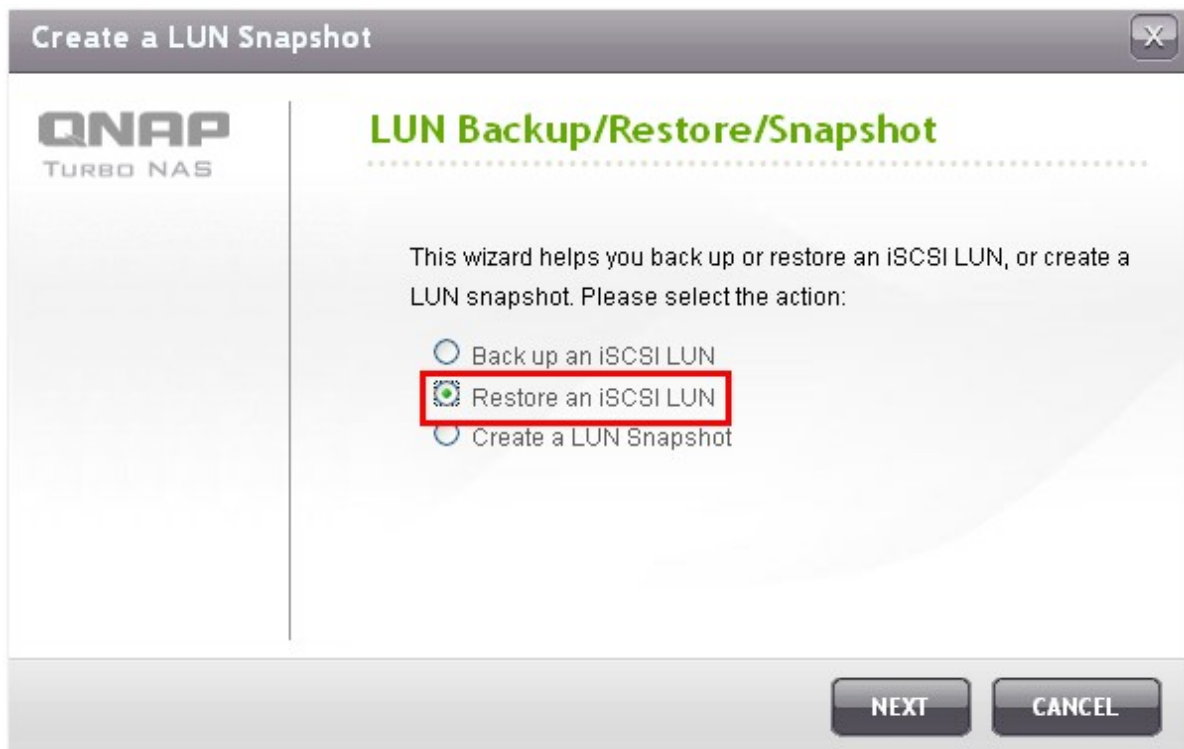 Create a LUN Snapshot
X
QNAP
TURBO NAS
LUN Backup/Restore/Snapshot
This wizard helps you back up or restore an iSCSI LUN, or create a
LUN snapshot. Please select the action:
Back up an iSCSI LUN
Restore an iSCSI LUN
Create a LUN Snapshot
NEXT
CANCEL